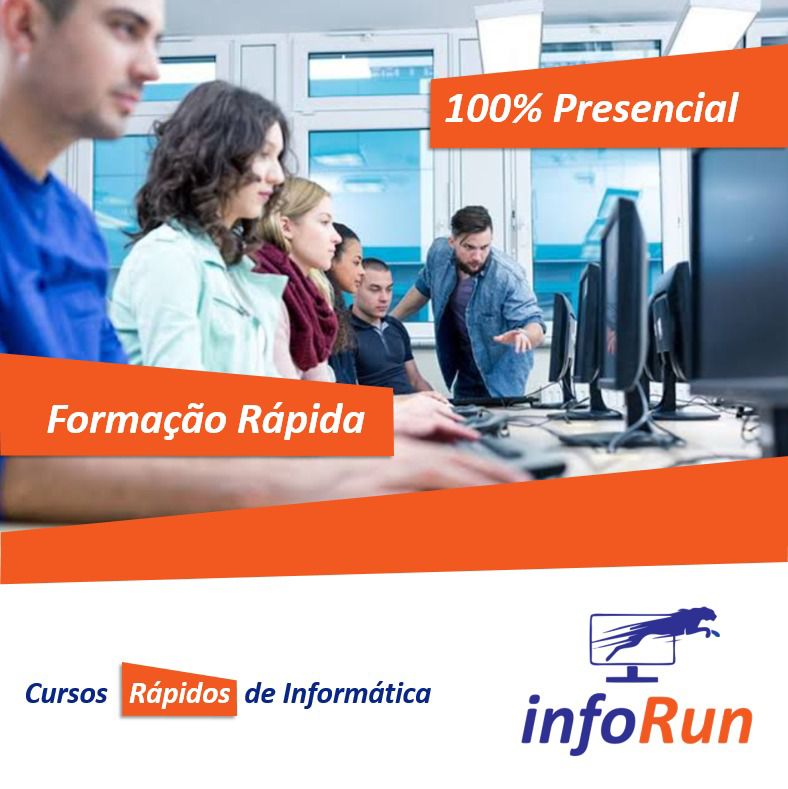 100% Presencial
Formação Rápida
Cursos Rápidos de Informática
infoRun